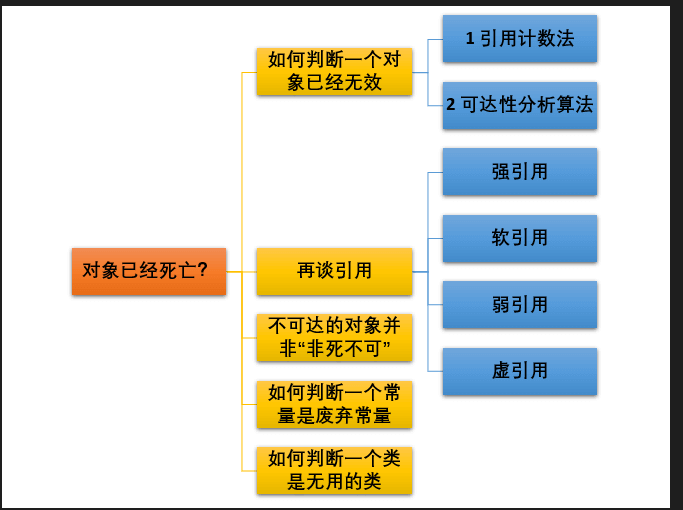 对象已经死亡?
如何判断一个对
象已经无效
1 引用计数法
2 可达性分析算法
再谈引用
强引用
软引用
弱引用
虚引用
不可达的对象并
非“非死不可”
如何判断一个常
量是废弃常量
如何判断一个类
是无用的类